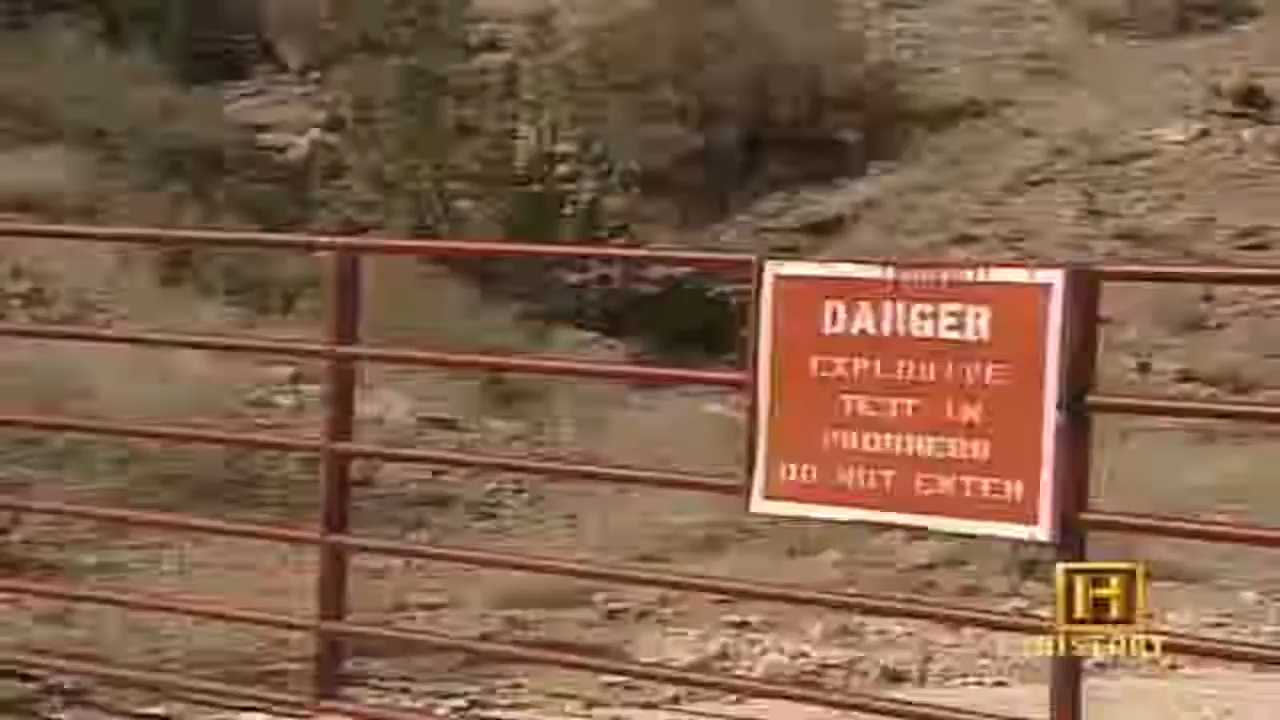 DANGER
EXPLOSIVE
TEST IN
PROGRESS
DO NOT ENTER
H
HISTORY